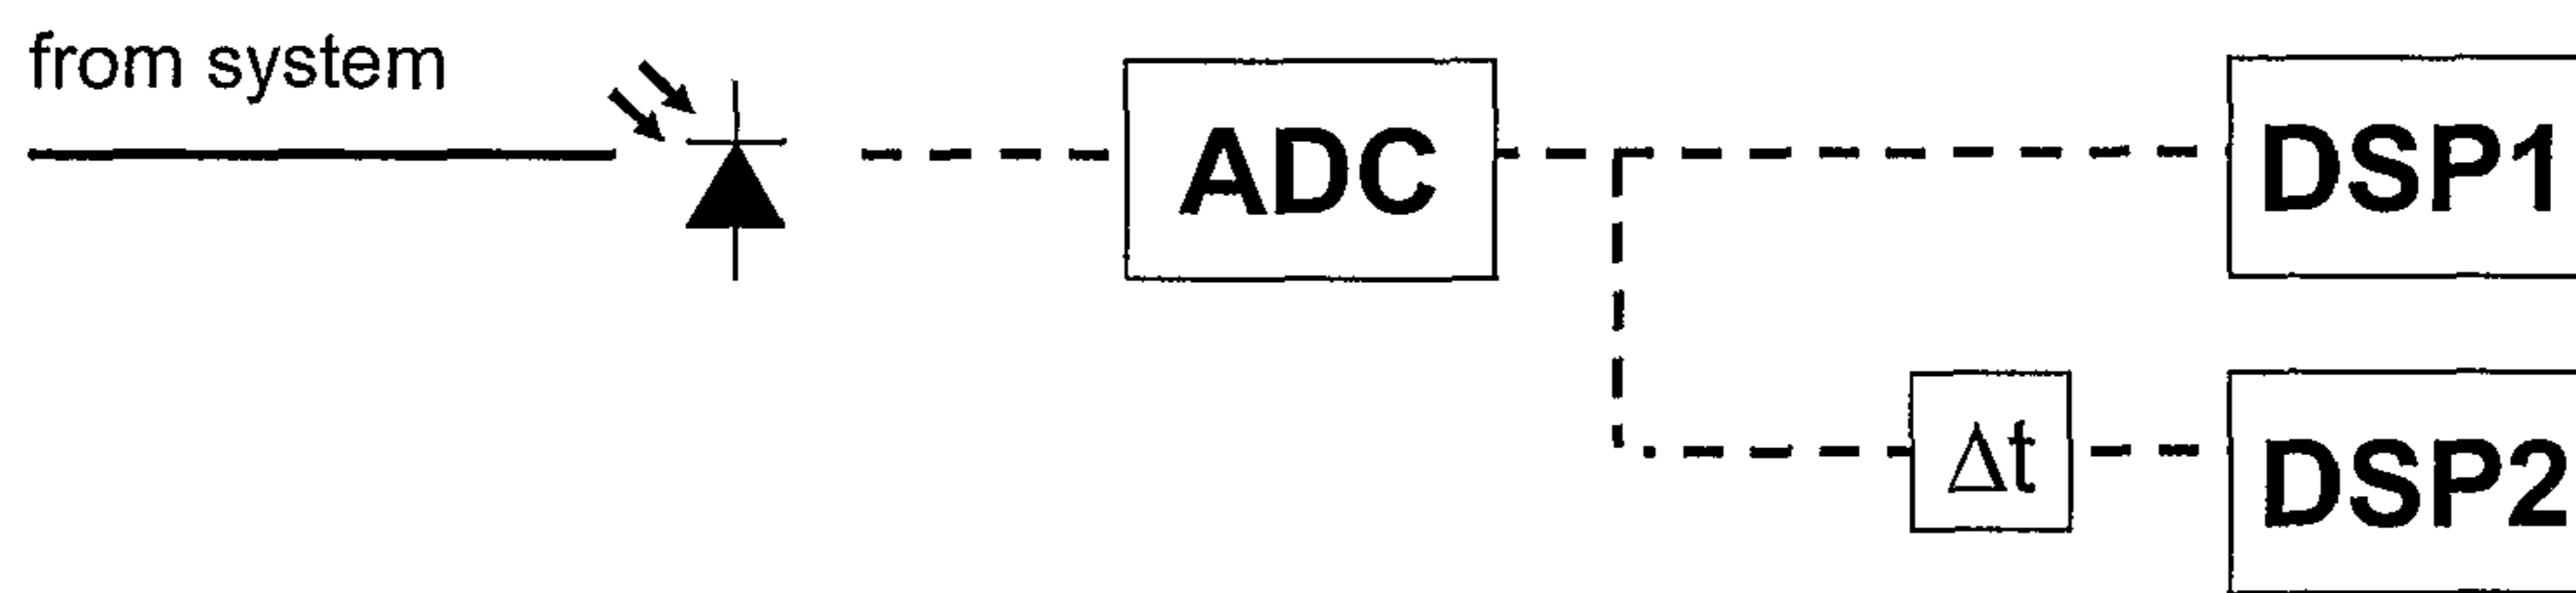 from system
ADC
DSP1
Δt
DSP2